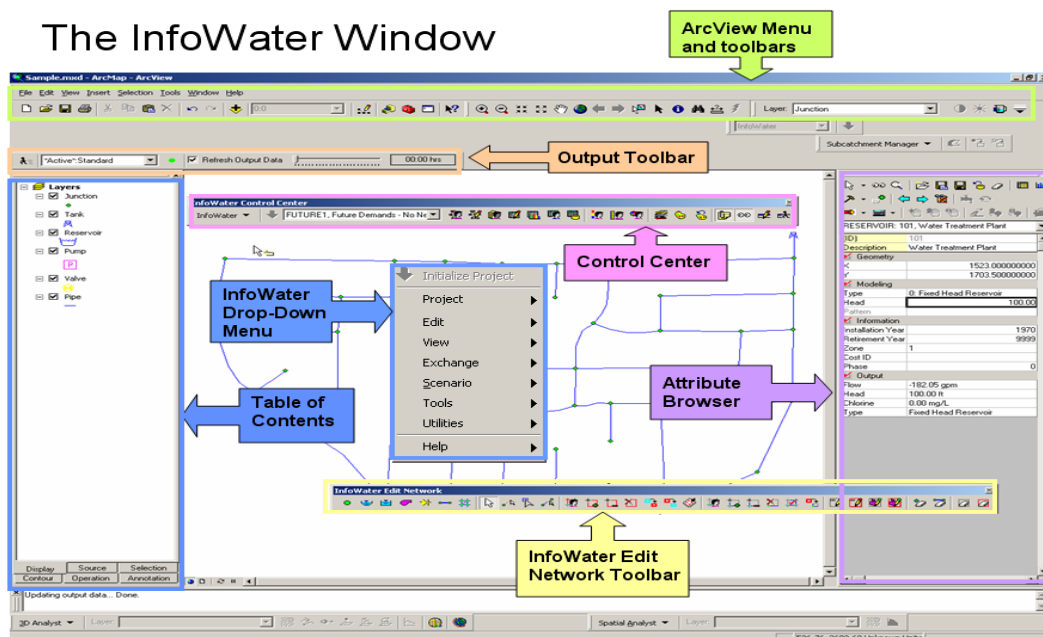 The InfoWater Window
ArcView Menu
and toolbars
Sample.mxd - ArcMap - ArcView
File Edit View Insert Selection Tools Window Help
Layer: Junction
InfoWater
Subcatchment Manager
*Active*:Standard
Refresh Output Data
00:00 hrs
Output Toolbar
Layers
Junction
Tank
Reservoir
Pump
P
Valve
Pipe
InfoWater Control Center
InfoWater
FUTURE1, Future Demands - No Ne
Control Center
InfoWater
Drop-Down
Menu
Initialize Project
Project
Edit
View
Exchange
Scenario
Tools
Utilities
Help
Table of
Contents
Attribute
Browser
RESERVOIR: 101, Water Treatment Plant
(ID) 101
Description Water Treatment Plant
Geometry
X 1523.000000000
Y 1703.500000000
Modeling
Type 0: Fixed Head Reservoir
Head 100.00
Pattern
Information
Installation Year 1970
Retirement Year 9999
Zone 1
Cost ID
Phase 0
Output
Flow -182.05 gpm
Head 100.00 ft
Chlorine 0.00 mg/L
Type Fixed Head Reservoir
InfoWater Edit Network
InfoWater Edit
Network Toolbar
Display Source Selection
Contour Operation Annotation
Updating output data... Done.
3D Analyst Layer:
Spatial Analyst Layer: